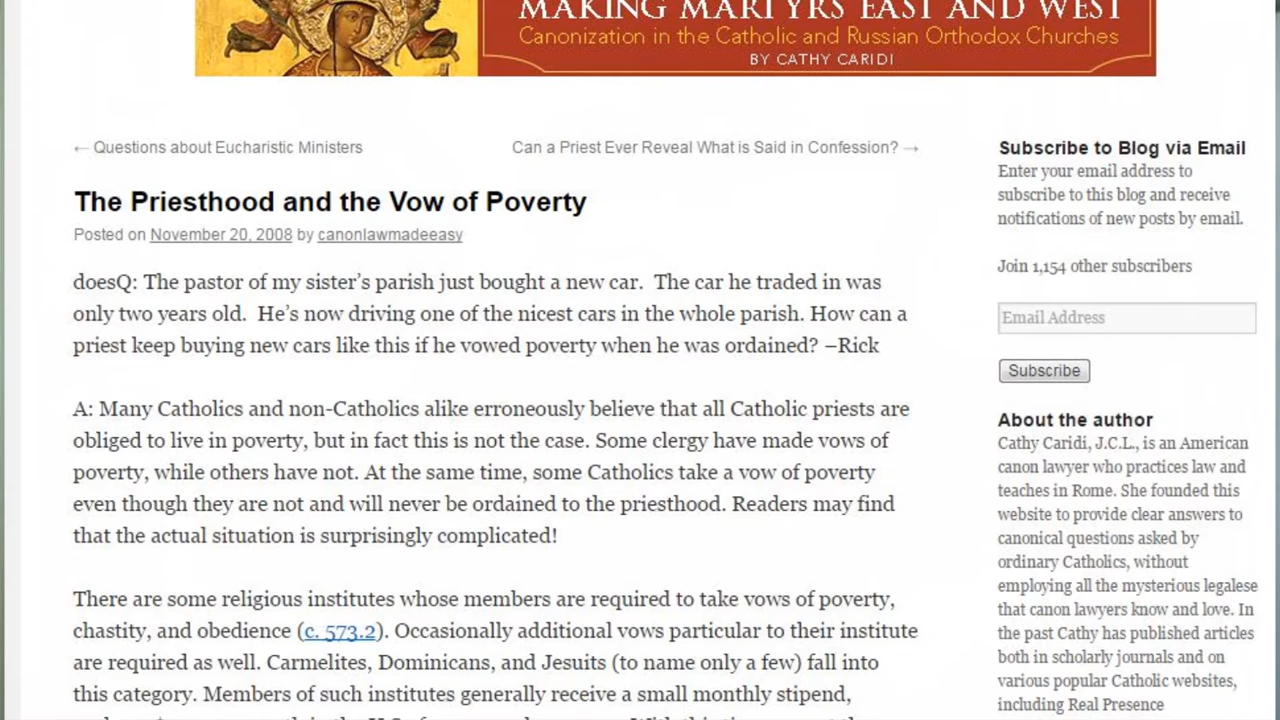 MAKING MARTYRS EAST AND WEST
Canonization in the Catholic and Russian Orthodox Churches
BY CATHY CARIDI
← Questions about Eucharistic Ministers
Can a Priest Ever Reveal What is Said in Confession? →
The Priesthood and the Vow of Poverty
Posted on November 20, 2008 by canonlawmadeeasy
doesQ: The pastor of my sister's parish just bought a new car.  The car he traded in was
only two years old.  He's now driving one of the nicest cars in the whole parish. How can a
priest keep buying new cars like this if he vowed poverty when he was ordained? –Rick
A: Many Catholics and non-Catholics alike erroneously believe that all Catholic priests are
obliged to live in poverty, but in fact this is not the case. Some clergy have made vows of
poverty, while others have not. At the same time, some Catholics take a vow of poverty
even though they are not and will never be ordained to the priesthood. Readers may find
that the actual situation is surprisingly complicated!
There are some religious institutes whose members are required to take vows of poverty,
chastity, and obedience (c. 573.2). Occasionally additional vows particular to their institute
are required as well. Carmelites, Dominicans, and Jesuits (to name only a few) fall into
this category. Members of such institutes generally receive a small monthly stipend,
Subscribe to Blog via Email
Enter your email address to
subscribe to this blog and receive
notifications of new posts by email.
Join 1,154 other subscribers
Email Address
Subscribe
About the author
Cathy Caridi, J.C.L., is an American
canon lawyer who practices law and
teaches in Rome. She founded this
website to provide clear answers to
canonical questions asked by
ordinary Catholics, without
employing all the mysterious legalese
that canon lawyers know and love. In
the past Cathy has published articles
both in scholarly journals and on
various popular Catholic websites,
including Real Presence